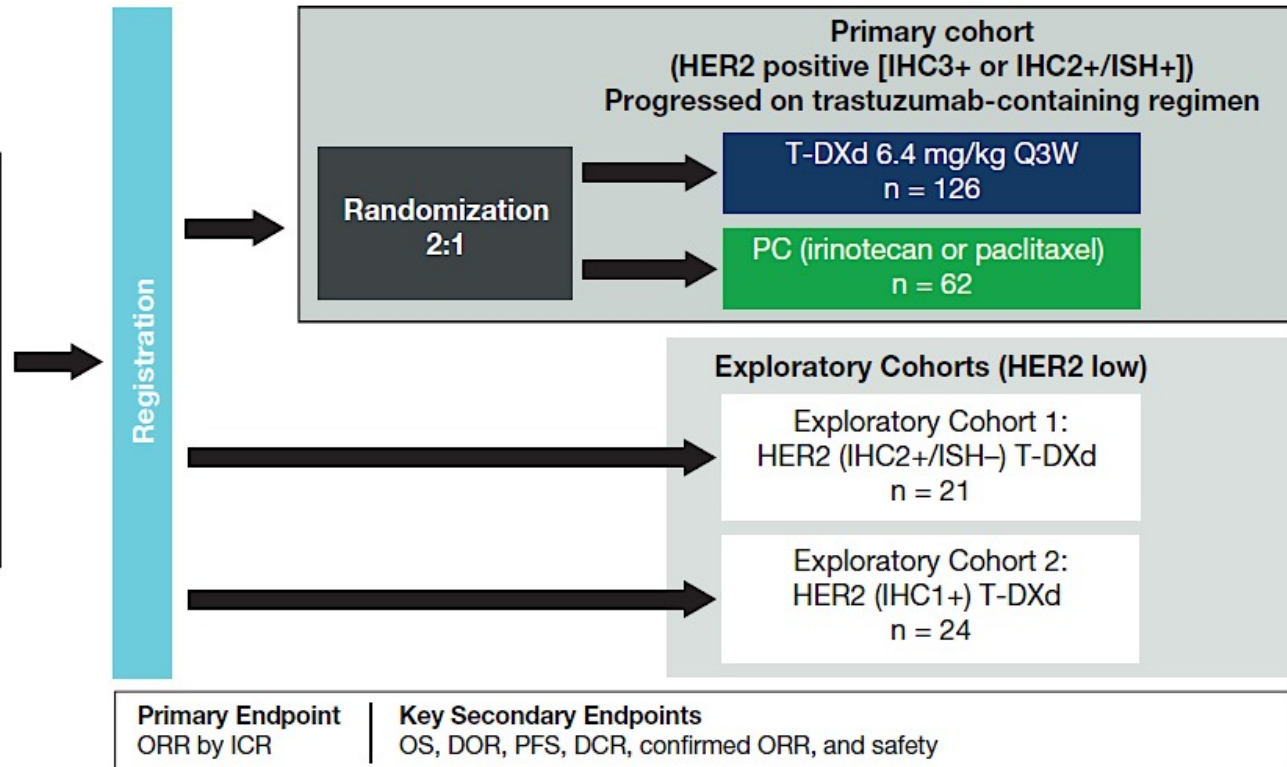 Registration
Primary cohort
(HER2 positive [IHC3+ or IHC2+/ISH+])
Progressed on trastuzumab-containing regimen
Randomization
2:1
T-DXd 6.4 mg/kg Q3W
n = 126
PC (irinotecan or paclitaxel)
n = 62
Exploratory Cohorts (HER2 low)
Exploratory Cohort 1:
HER2 (IHC2+/ISH–) T-DXd
n = 21
Exploratory Cohort 2:
HER2 (IHC1+) T-DXd
n = 24
Primary Endpoint
ORR by ICR
Key Secondary Endpoints
OS, DOR, PFS, DCR, confirmed ORR, and safety